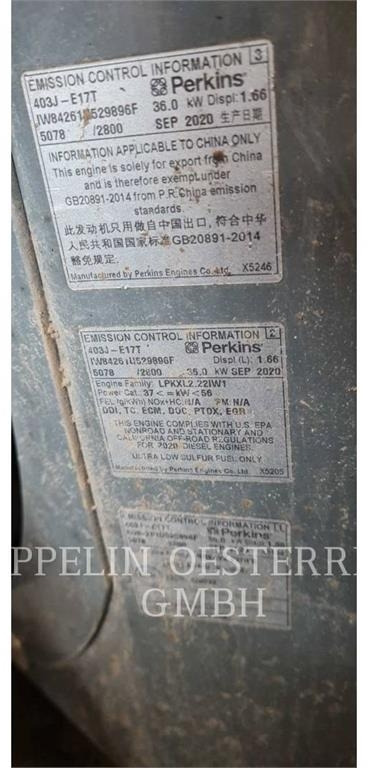 EMISSION CONTROL INFORMATION 3
403J-E17T Perkins
IW84261U529896F 36.0 kW Displ: 1.66
5078 /2800 SEP 2020 生产日期
INFORMATION APPLICABLE TO CHINA ONLY
This engine is solely for export from China
and is therefore exempt under
GB20891-2014 from P.R.China emission
standards.
此发动机只用做自中国出口, 符合中华
人民共和国国家标准GB20891-2014
豁免规定.
Manufactured by Perkins Engines Co.Ltd. X5246
EMISSION CONTROL INFORMATION 2
403J-E17T Perkins
IW84261U529896F Displ(L): 1.66
5078 /2800 36.0 kW SEP 2020
Engine Family: LPKXL2.22IW1
Power Cat. 37<=kW<56
FEL(g/kWh) NOx+HC:N/A PM:N/A
DDI, TC, ECM, DOC, PTOX, EGR
THIS ENGINE COMPLIES WITH U.S. EPA
NONROAD AND STATIONARY AND
CALIFORNIA OFF-ROAD REGULATIONS
FOR 2020 DIESEL ENGINES.
ULTRA LOW SULFUR FUEL ONLY
Manufactured by Perkins Engines Co.Ltd. X5205
CONTROL INFORMATION
403J-E17T Perkins
PPELIN OESTERRE
GMBH